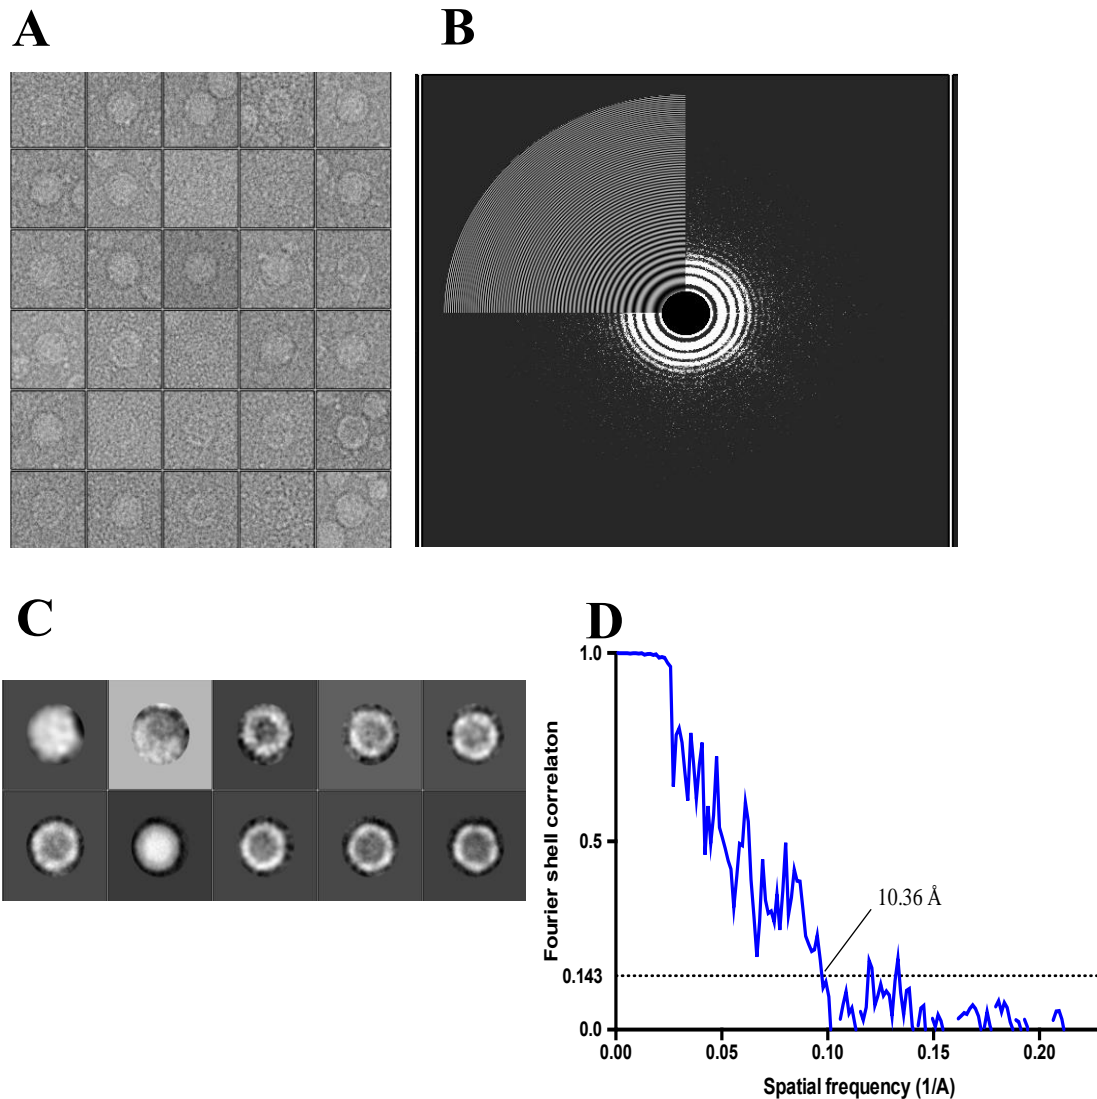 A
B
C
D
1.0
0.5
0.143
0.0
Fourier shell correlaton
10.36 Å
0.00
0.05
0.10
0.15
0.20
Spatial frequency (1/A)